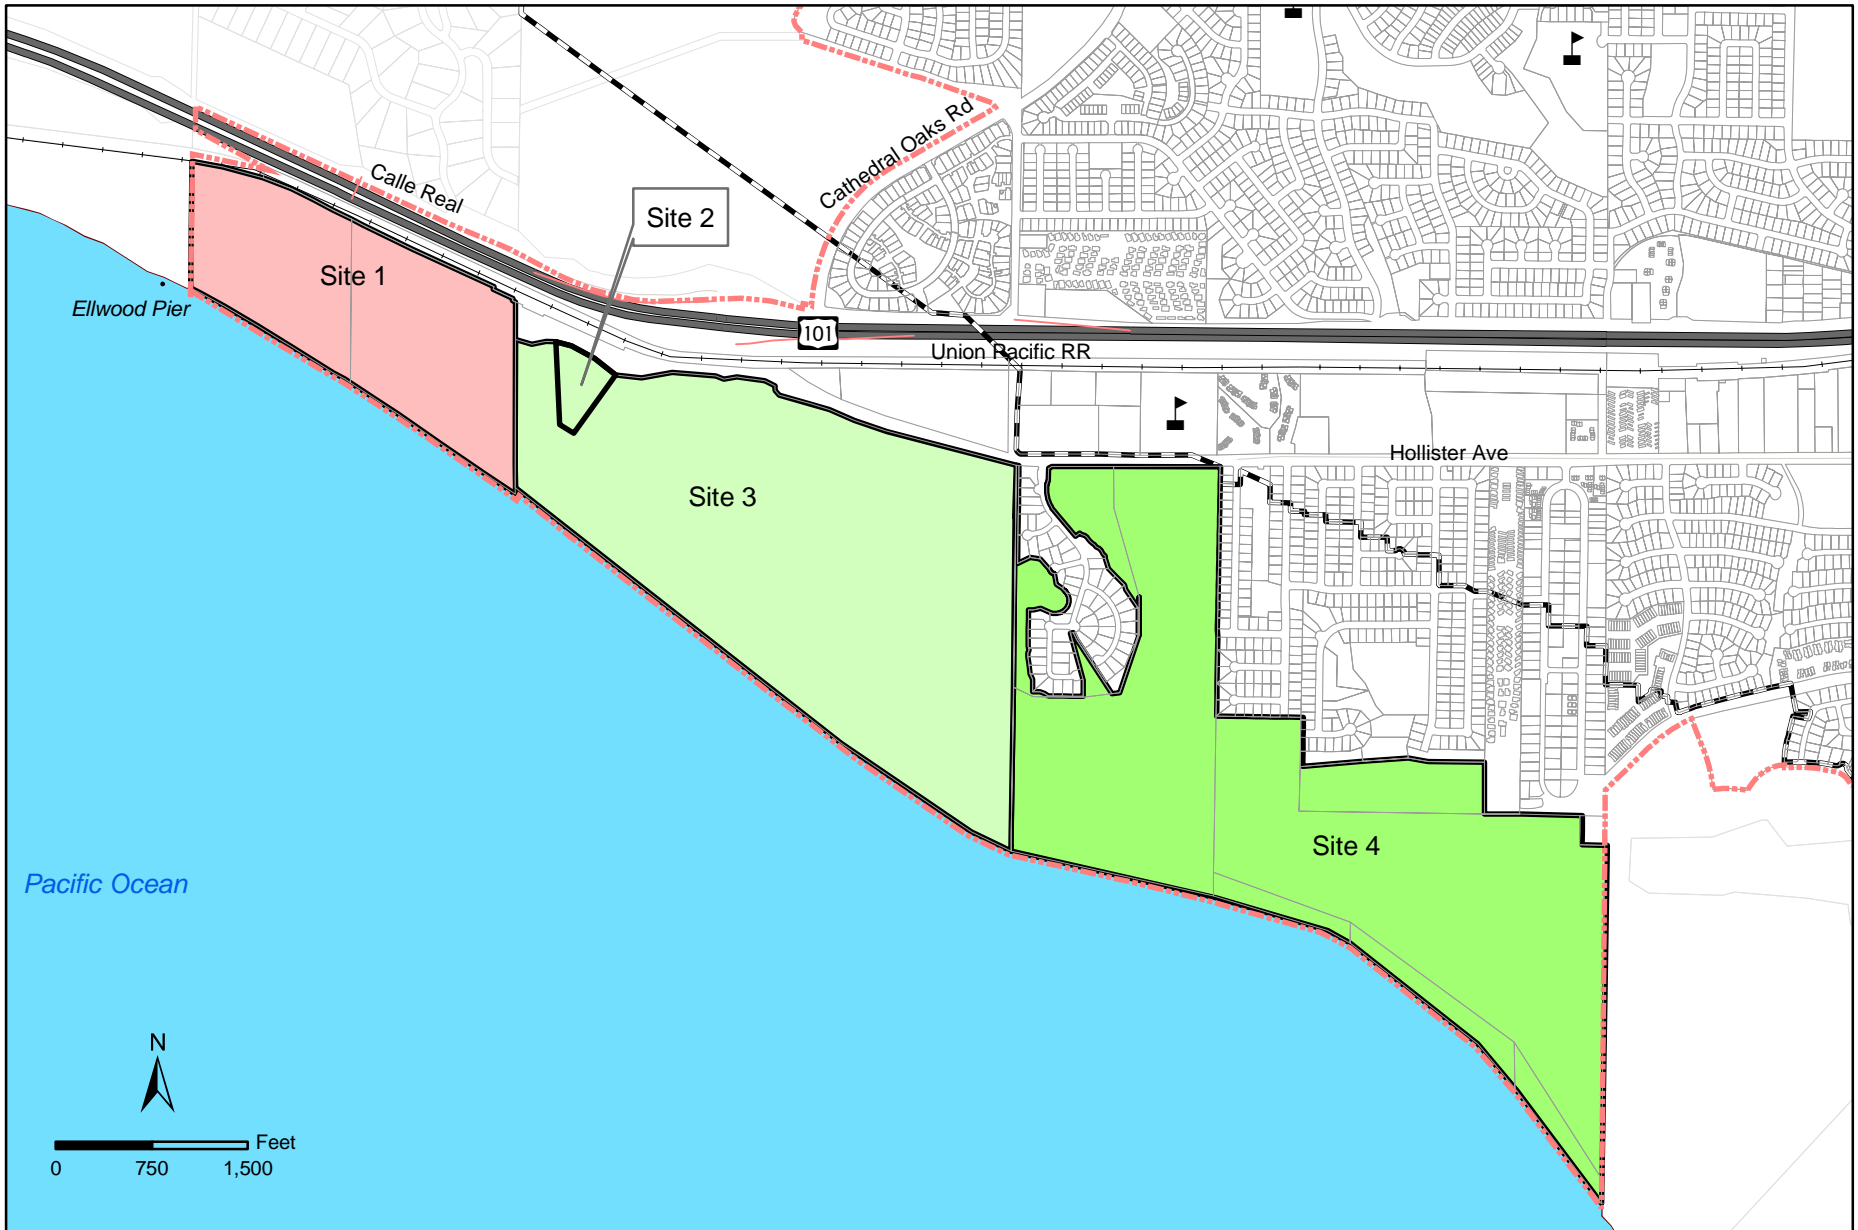 Cathedral Oaks Rd
Calle Real
Site 2
Site 1
Ellwood Pier
101
Union Pacific RR
Hollister Ave
Site 3
Site 4
Pacific Ocean
N
Feet
0 750 1,500